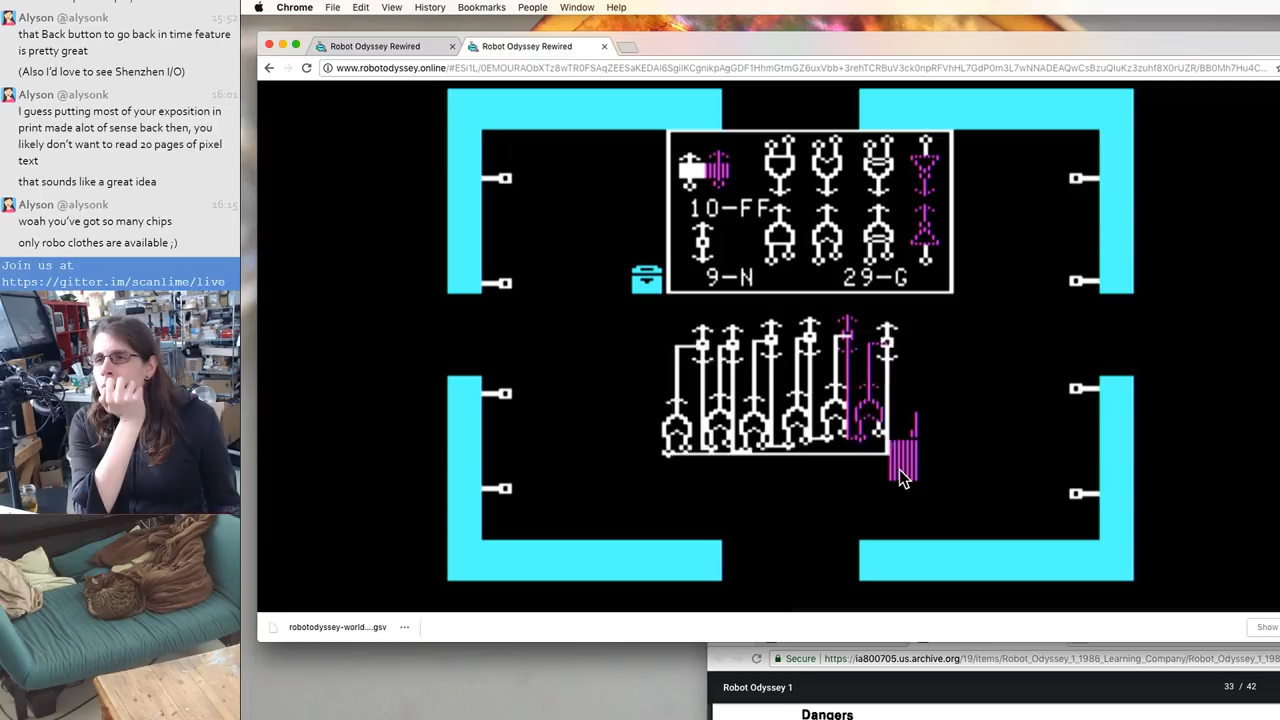 Alyson @alysonk 15:52
that Back button to go back in time feature
is pretty great
(Also I'd love to see Shenzhen I/O)
Alyson @alysonk 16:01
I guess putting most of your exposition in
print made alot of sense back then, you
likely don't want to read 20 pages of pixel
text
that sounds like a great idea
Alyson @alysonk 16:15
woah you've got so many chips
only robo clothes are available ;)
Join us at
https://gitter.im/scanlime/live
Chrome File Edit View History Bookmarks People Window Help
Robot Odyssey Rewired
Robot Odyssey Rewired
10-FF
9-N
29-G
robotodyssey-world....gsv
Show
Secure
Robot Odyssey 1
33 / 42
Dangers